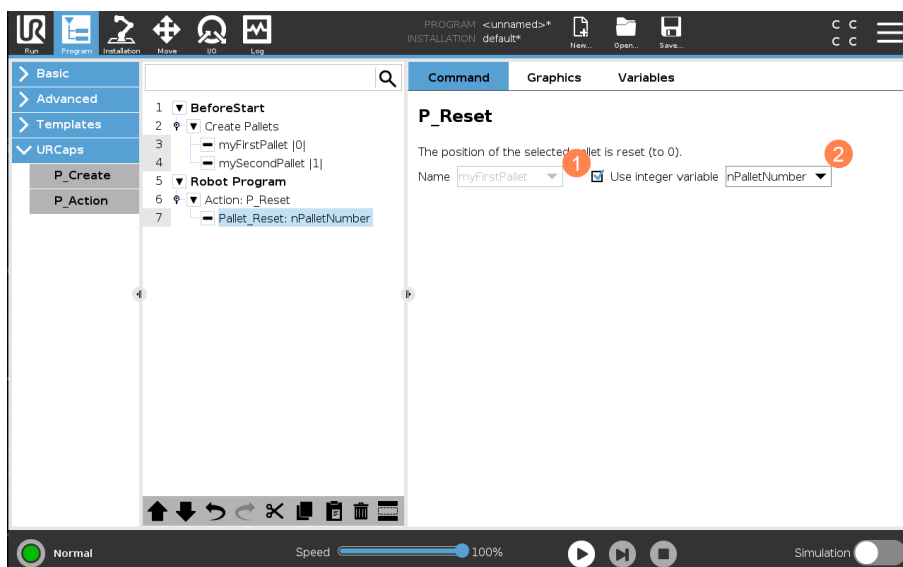 UR
PROGRAM <unnamed>*
INSTALLATION default*
Run Program Installation Move I/O Log New... Open... Save...
C C
C C
Basic
Advanced
Templates
URCaps
P_Create
P_Action
1 BeforeStart
2 Create Pallets
3 myFirstPallet |0|
4 mySecondPallet |1|
5 Robot Program
6 Action: P_Reset
7 Pallet_Reset: nPalletNumber
Command Graphics Variables
P_Reset
The position of the selected pallet is reset (to 0).
1 2
Name myFirstPallet Use integer variable nPalletNumber
Normal Speed 100% Simulation